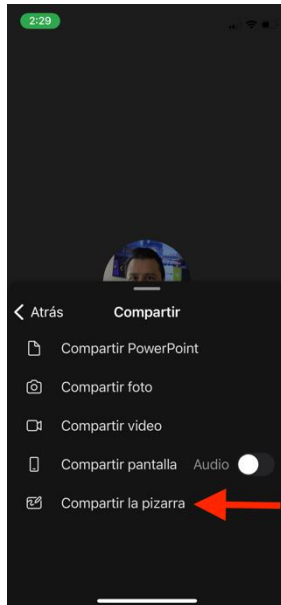 2:29
Atrás Compartir
Compartir PowerPoint
Compartir foto
Compartir video
Compartir pantalla Audio
Compartir la pizarra